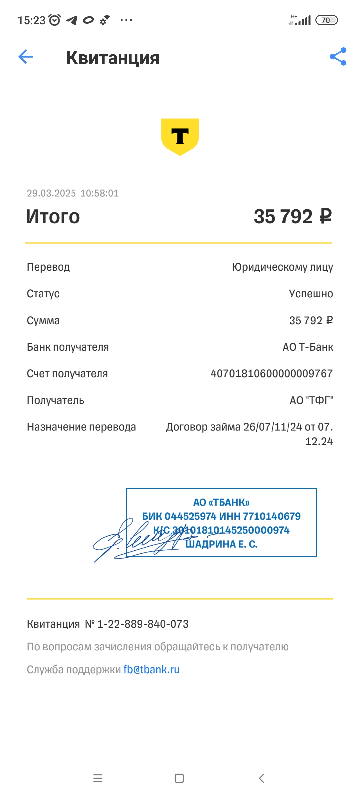 15:23
70
Квитанция
Т
29.03.2025 10:58:01
Итого 35 792 ₽
Перевод Юридическому лицу
Статус Успешно
Сумма 35 792 ₽
Банк получателя АО Т-Банк
Счет получателя 40701810600000009767
Получатель АО "ТФГ"
Назначение перевода Договор займа 26/07/11/24 от 07.
12.24
АО «ТБАНК»
БИК 044525974 ИНН 7710140679
К/С 30101810145250000974
ШАДРИНА Е. С.
Квитанция № 1-22-889-840-073
По вопросам зачисления обращайтесь к получателю
Служба поддержки fb@tbank.ru